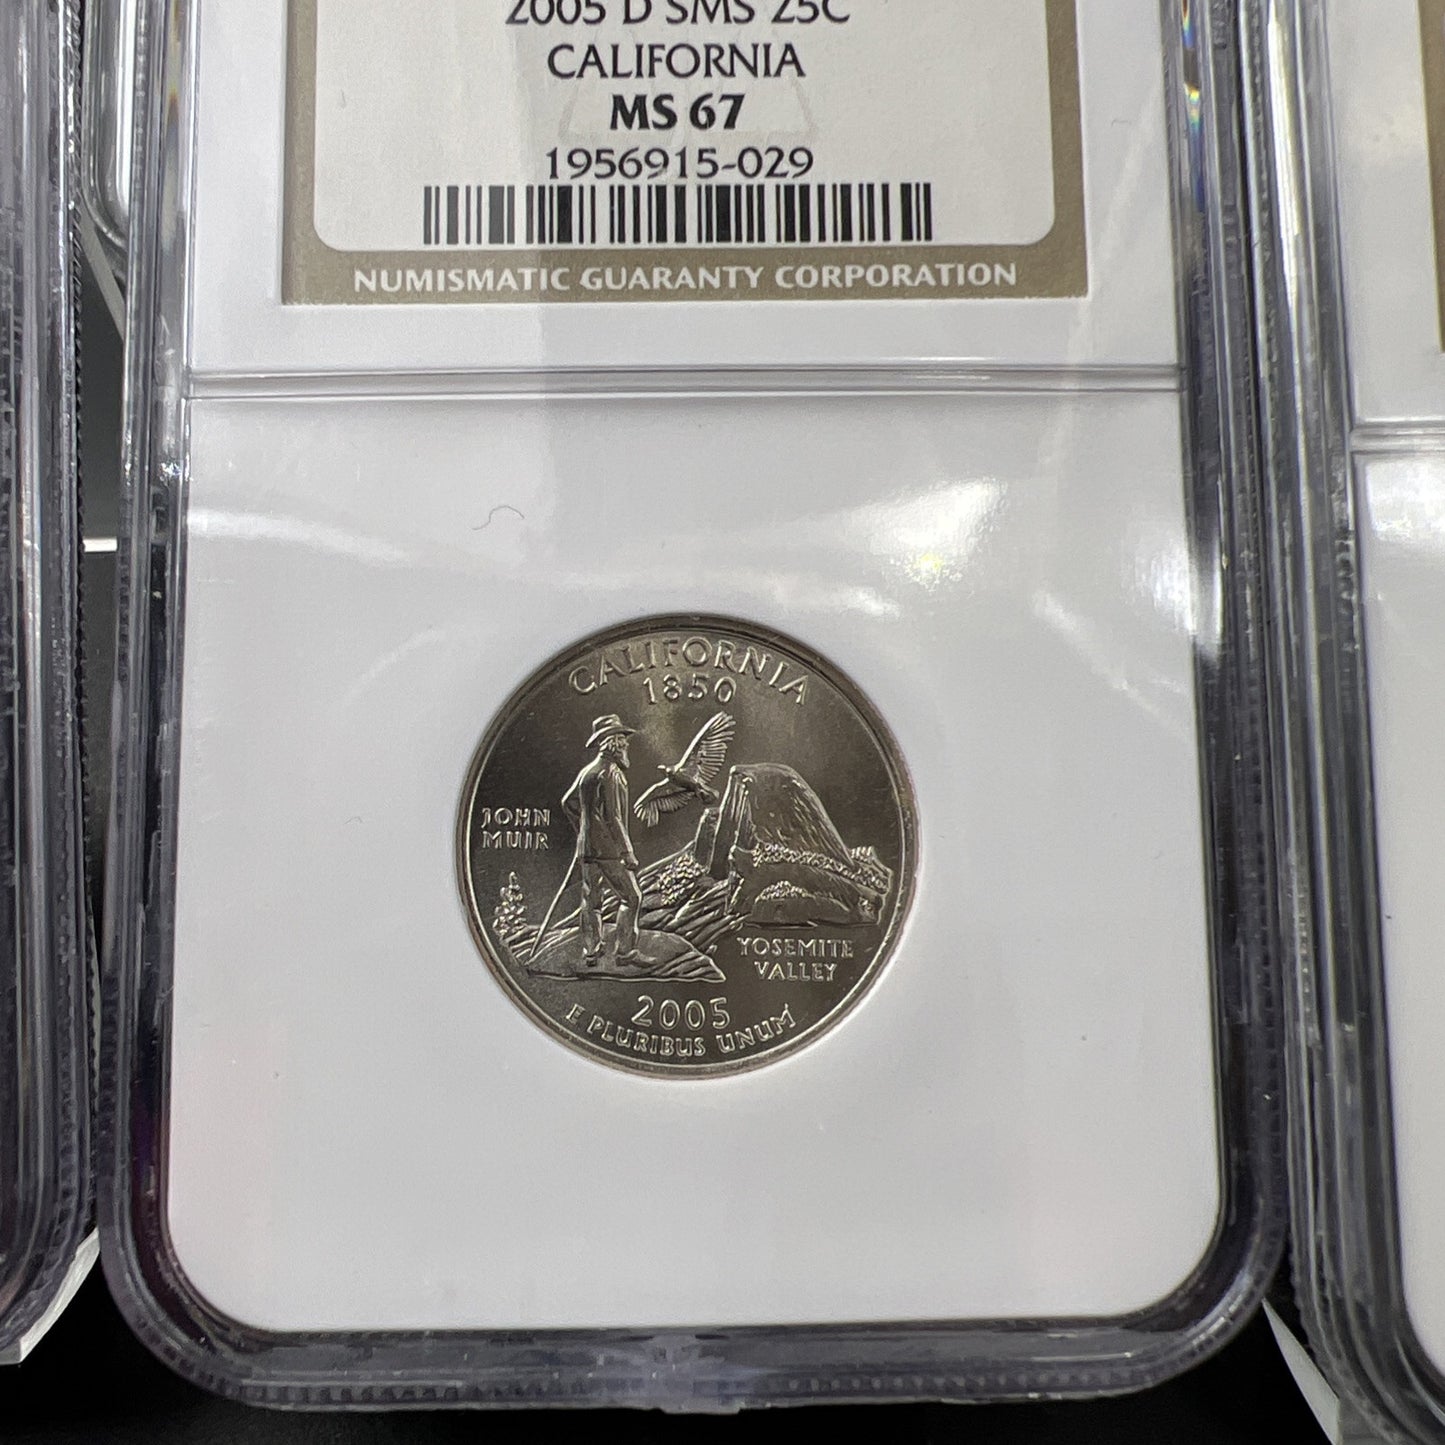 2005 D SMS 25C
CALIFORNIA
MS 67
1956915-029
NUMISMATIC GUARANTY CORPORATION
CALIFORNIA
1850
JOHN
MUIR
YOSEMITE
VALLEY
2005
E PLURIBUS UNUM